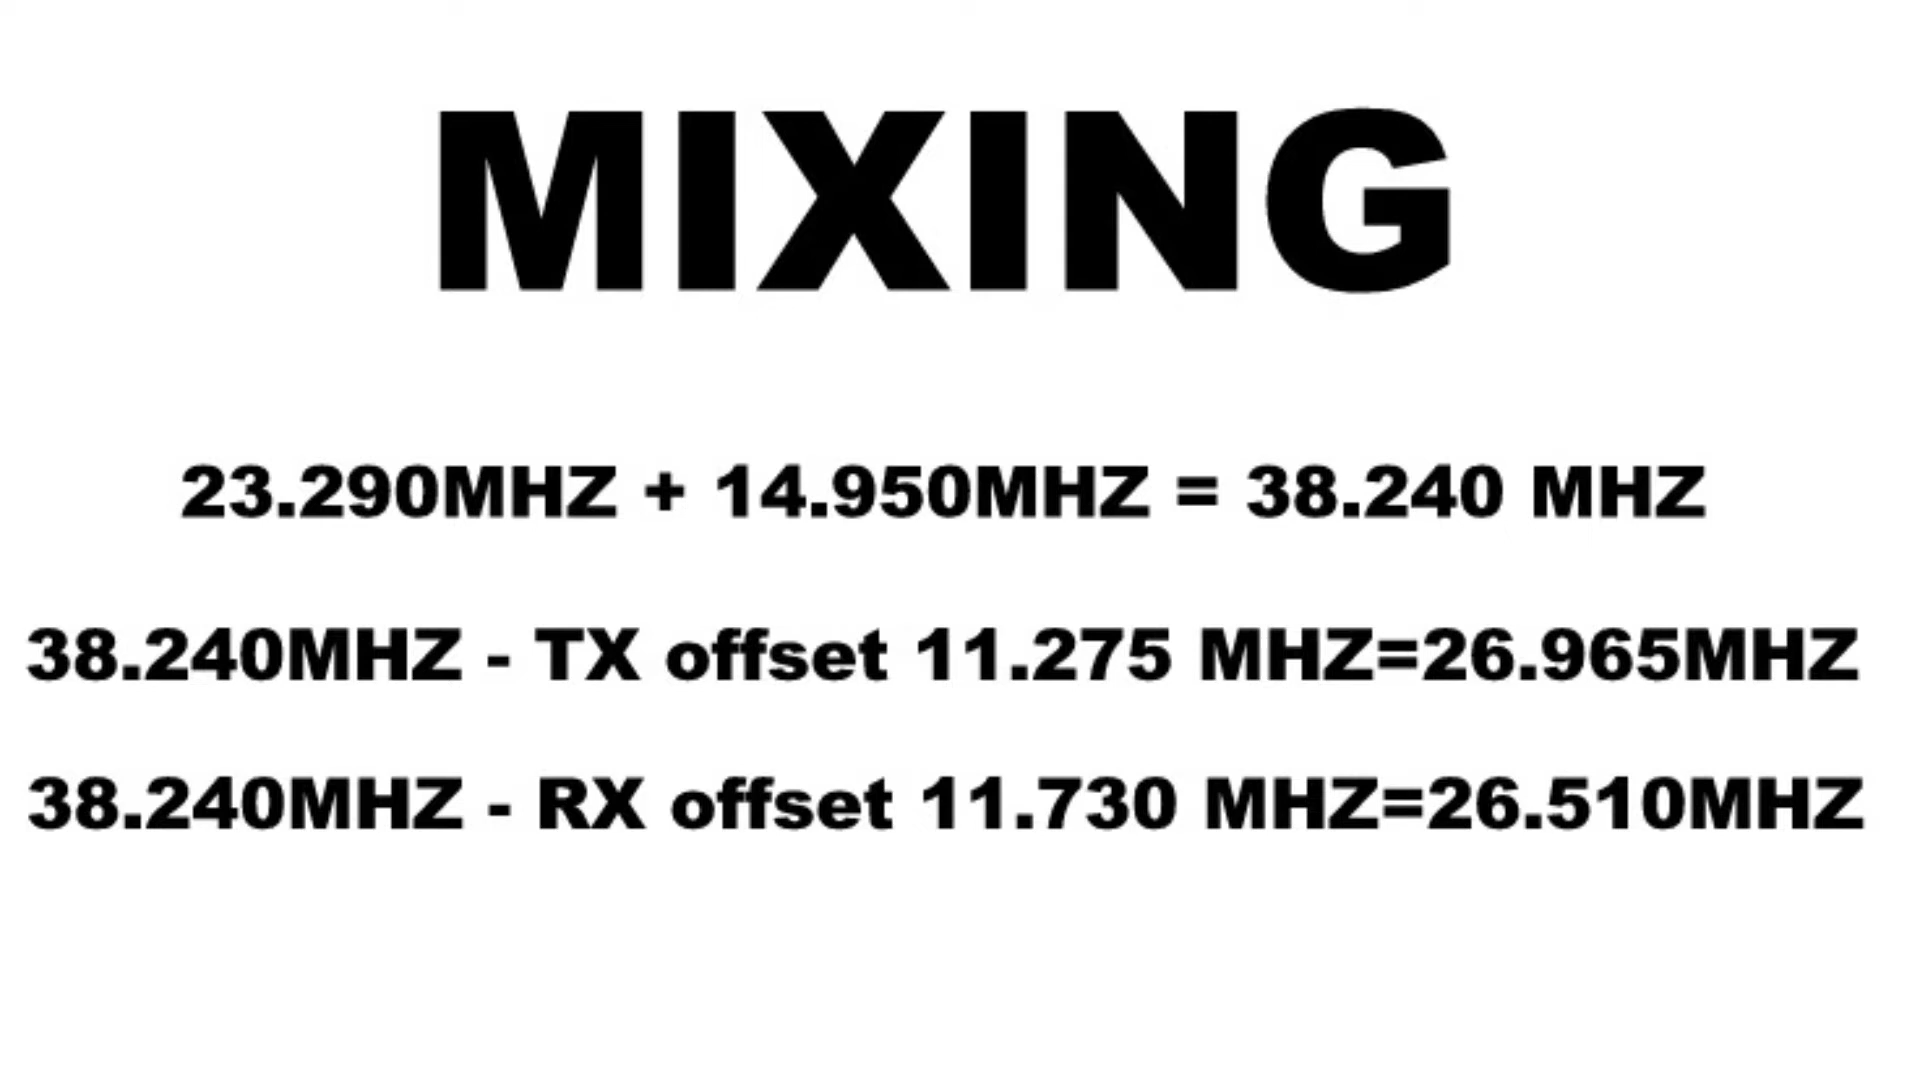 MIXING
23.290MHZ + 14.950MHZ = 38.240 MHZ
38.240MHZ - TX offset 11.275 MHZ=26.965MHZ
38.240MHZ - RX offset 11.730 MHZ=26.510MHZ